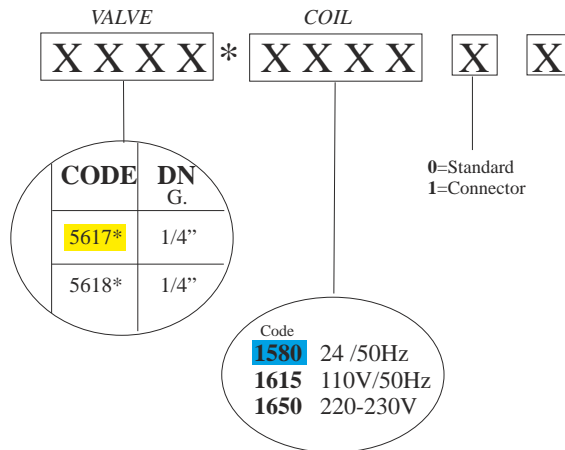 VALVE COIL
X X X X * X X X X X X
0=Standard
1=Connector
CODE DN
G.
5617* 1/4”
5618* 1/4”
Code
1580 24 /50Hz
1615 110V/50Hz
1650 220-230V